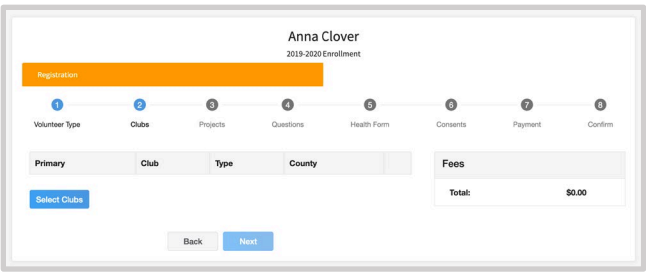 Anna Clover
2019-2020 Enrollment
Registration
1 2 3 4 5 6 7 8
Volunteer Type Clubs Projects Questions Health Form Consents Payment Confirm
Primary Club Type County Fees
Total: $0.00
Select Clubs
Back Next